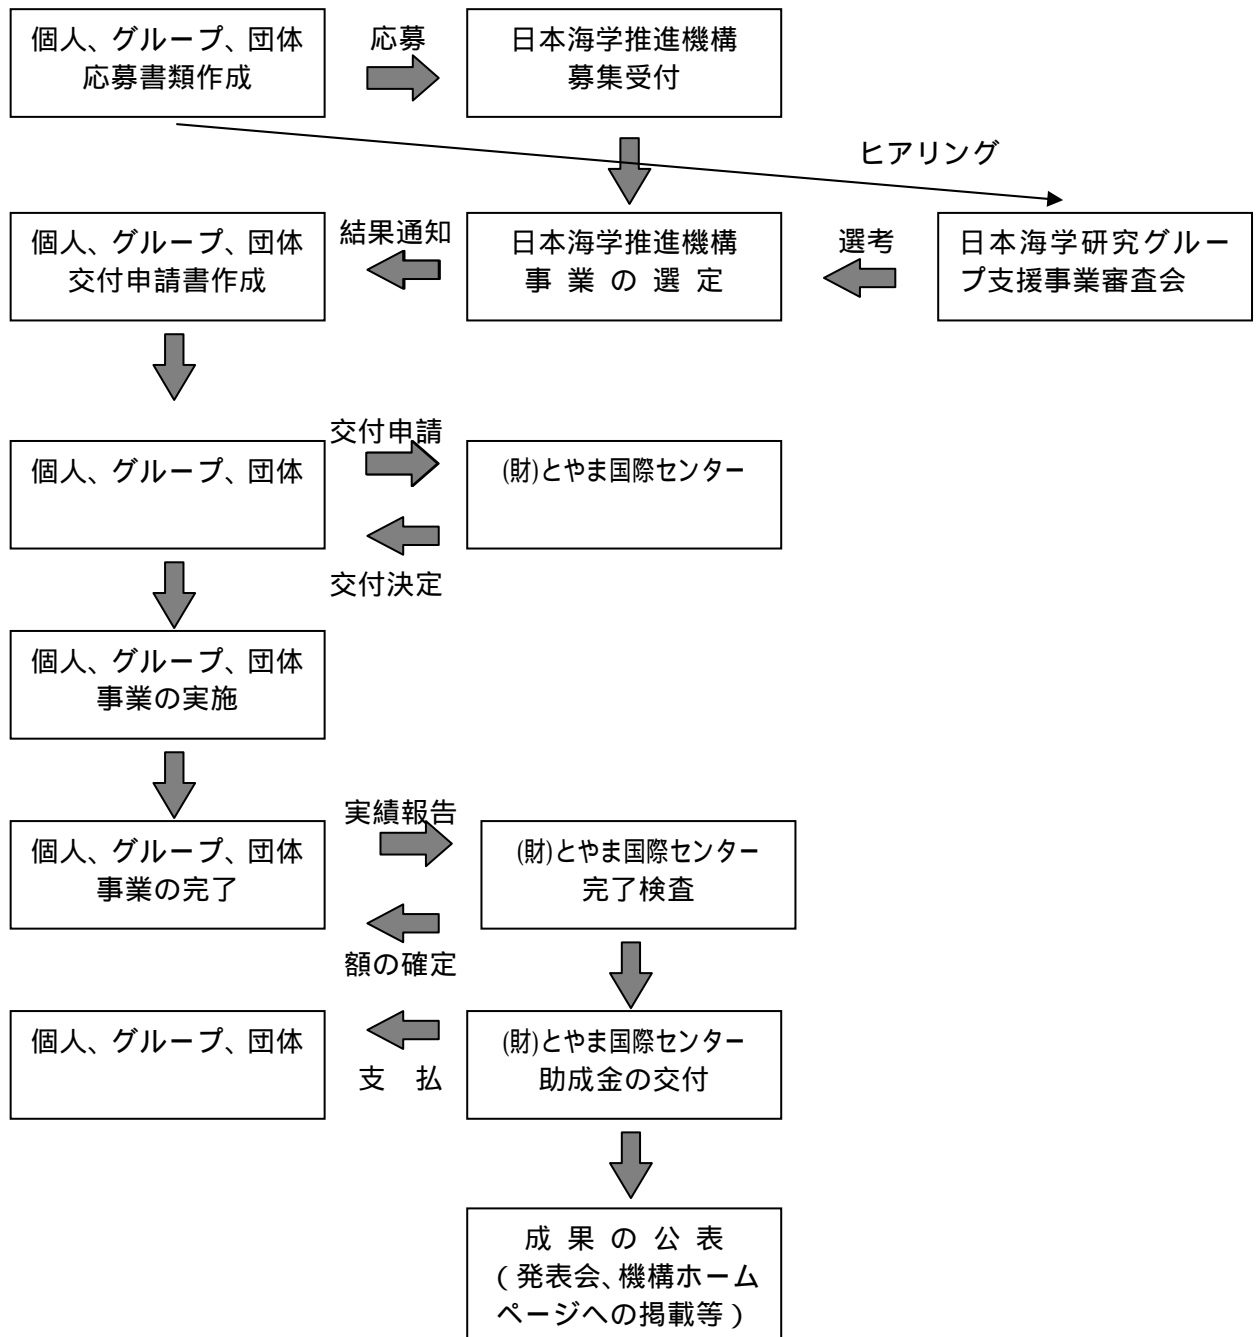 個人、グループ、団体
応募書類作成
応募
日本海学推進機構
募集受付
ヒアリング
個人、グループ、団体
交付申請書作成
結果通知
日本海学推進機構
事 業 の 選 定
選考
日本海学研究グルー
プ支援事業審査会
個人、グループ、団体
交付申請
(財)とやま国際センター
交付決定
個人、グループ、団体
事業の実施
個人、グループ、団体
事業の完了
実績報告
(財)とやま国際センター
完了検査
額の確定
個人、グループ、団体
支 払
(財)とやま国際センター
助成金の交付
成 果 の 公 表
(発表会、機構ホーム
ページへの掲載等)